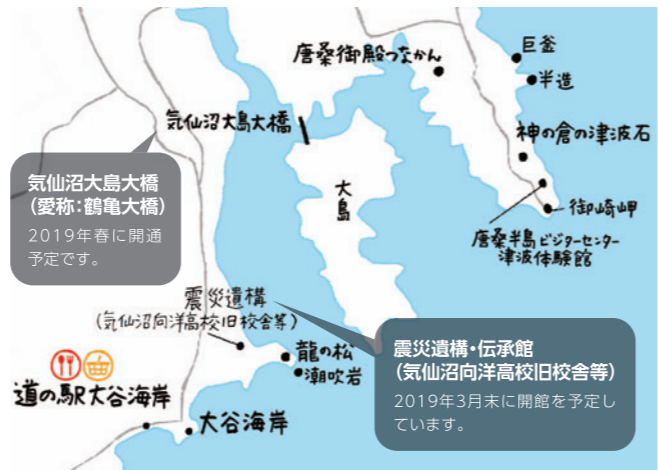 唐桑御殿つなかん
巨釜
半造
気仙沼大島大橋
神の倉の津波石
気仙沼大島大橋
（愛称：鶴亀大橋）
2019年春に開通
予定です。
大島
御崎岬
唐桑半島ビジターセンター
津波体験館
震災遺構
（気仙沼向洋高校旧校舎等）
龍の松
潮吹岩
震災遺構・伝承館
（気仙沼向洋高校旧校舎等）
2019年3月末に開館を予定し
ています。
道の駅大谷海岸
大谷海岸